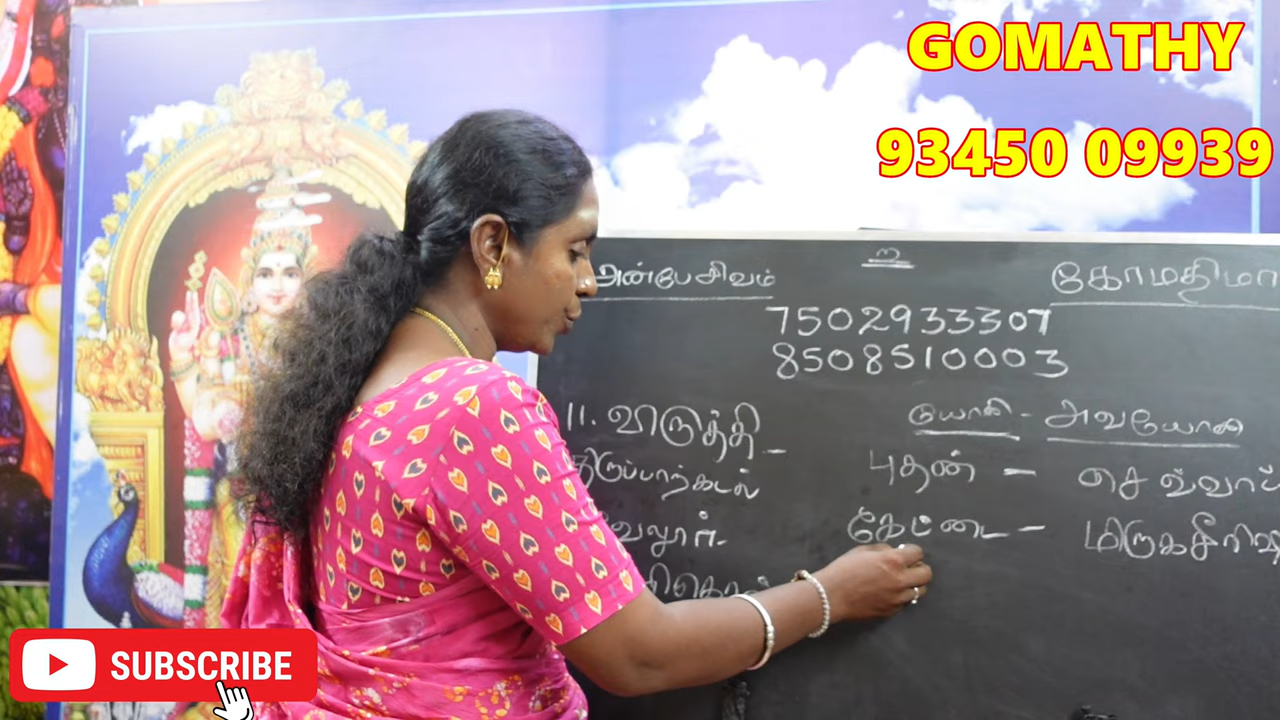 GOMATHY
93450 09939
உ
அன்பே சிவம்
கோமதிமா
7502933307
8508510003
11. விருத்தி -
யோகி - அவயோகி
திருப்பாற்கடல்
புதன் - செவ்வாய்
வேலூர்.
கேட்டை - மிருகசீரிஷ
SUBSCRIBE